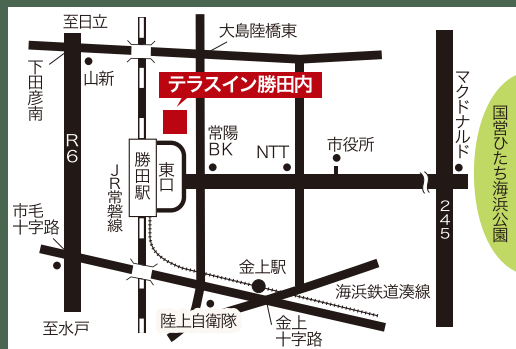 至日立
大島陸橋東
下田彦南
山新
テラスイン勝田内
マクドナルド
国営ひたち海浜公園
R6
常陽
BK
NTT
市役所
勝田駅
東口
JR常磐線
市毛
十字路
245
金上駅
海浜鉄道湊線
陸上自衛隊
金上
十字路
至水戸